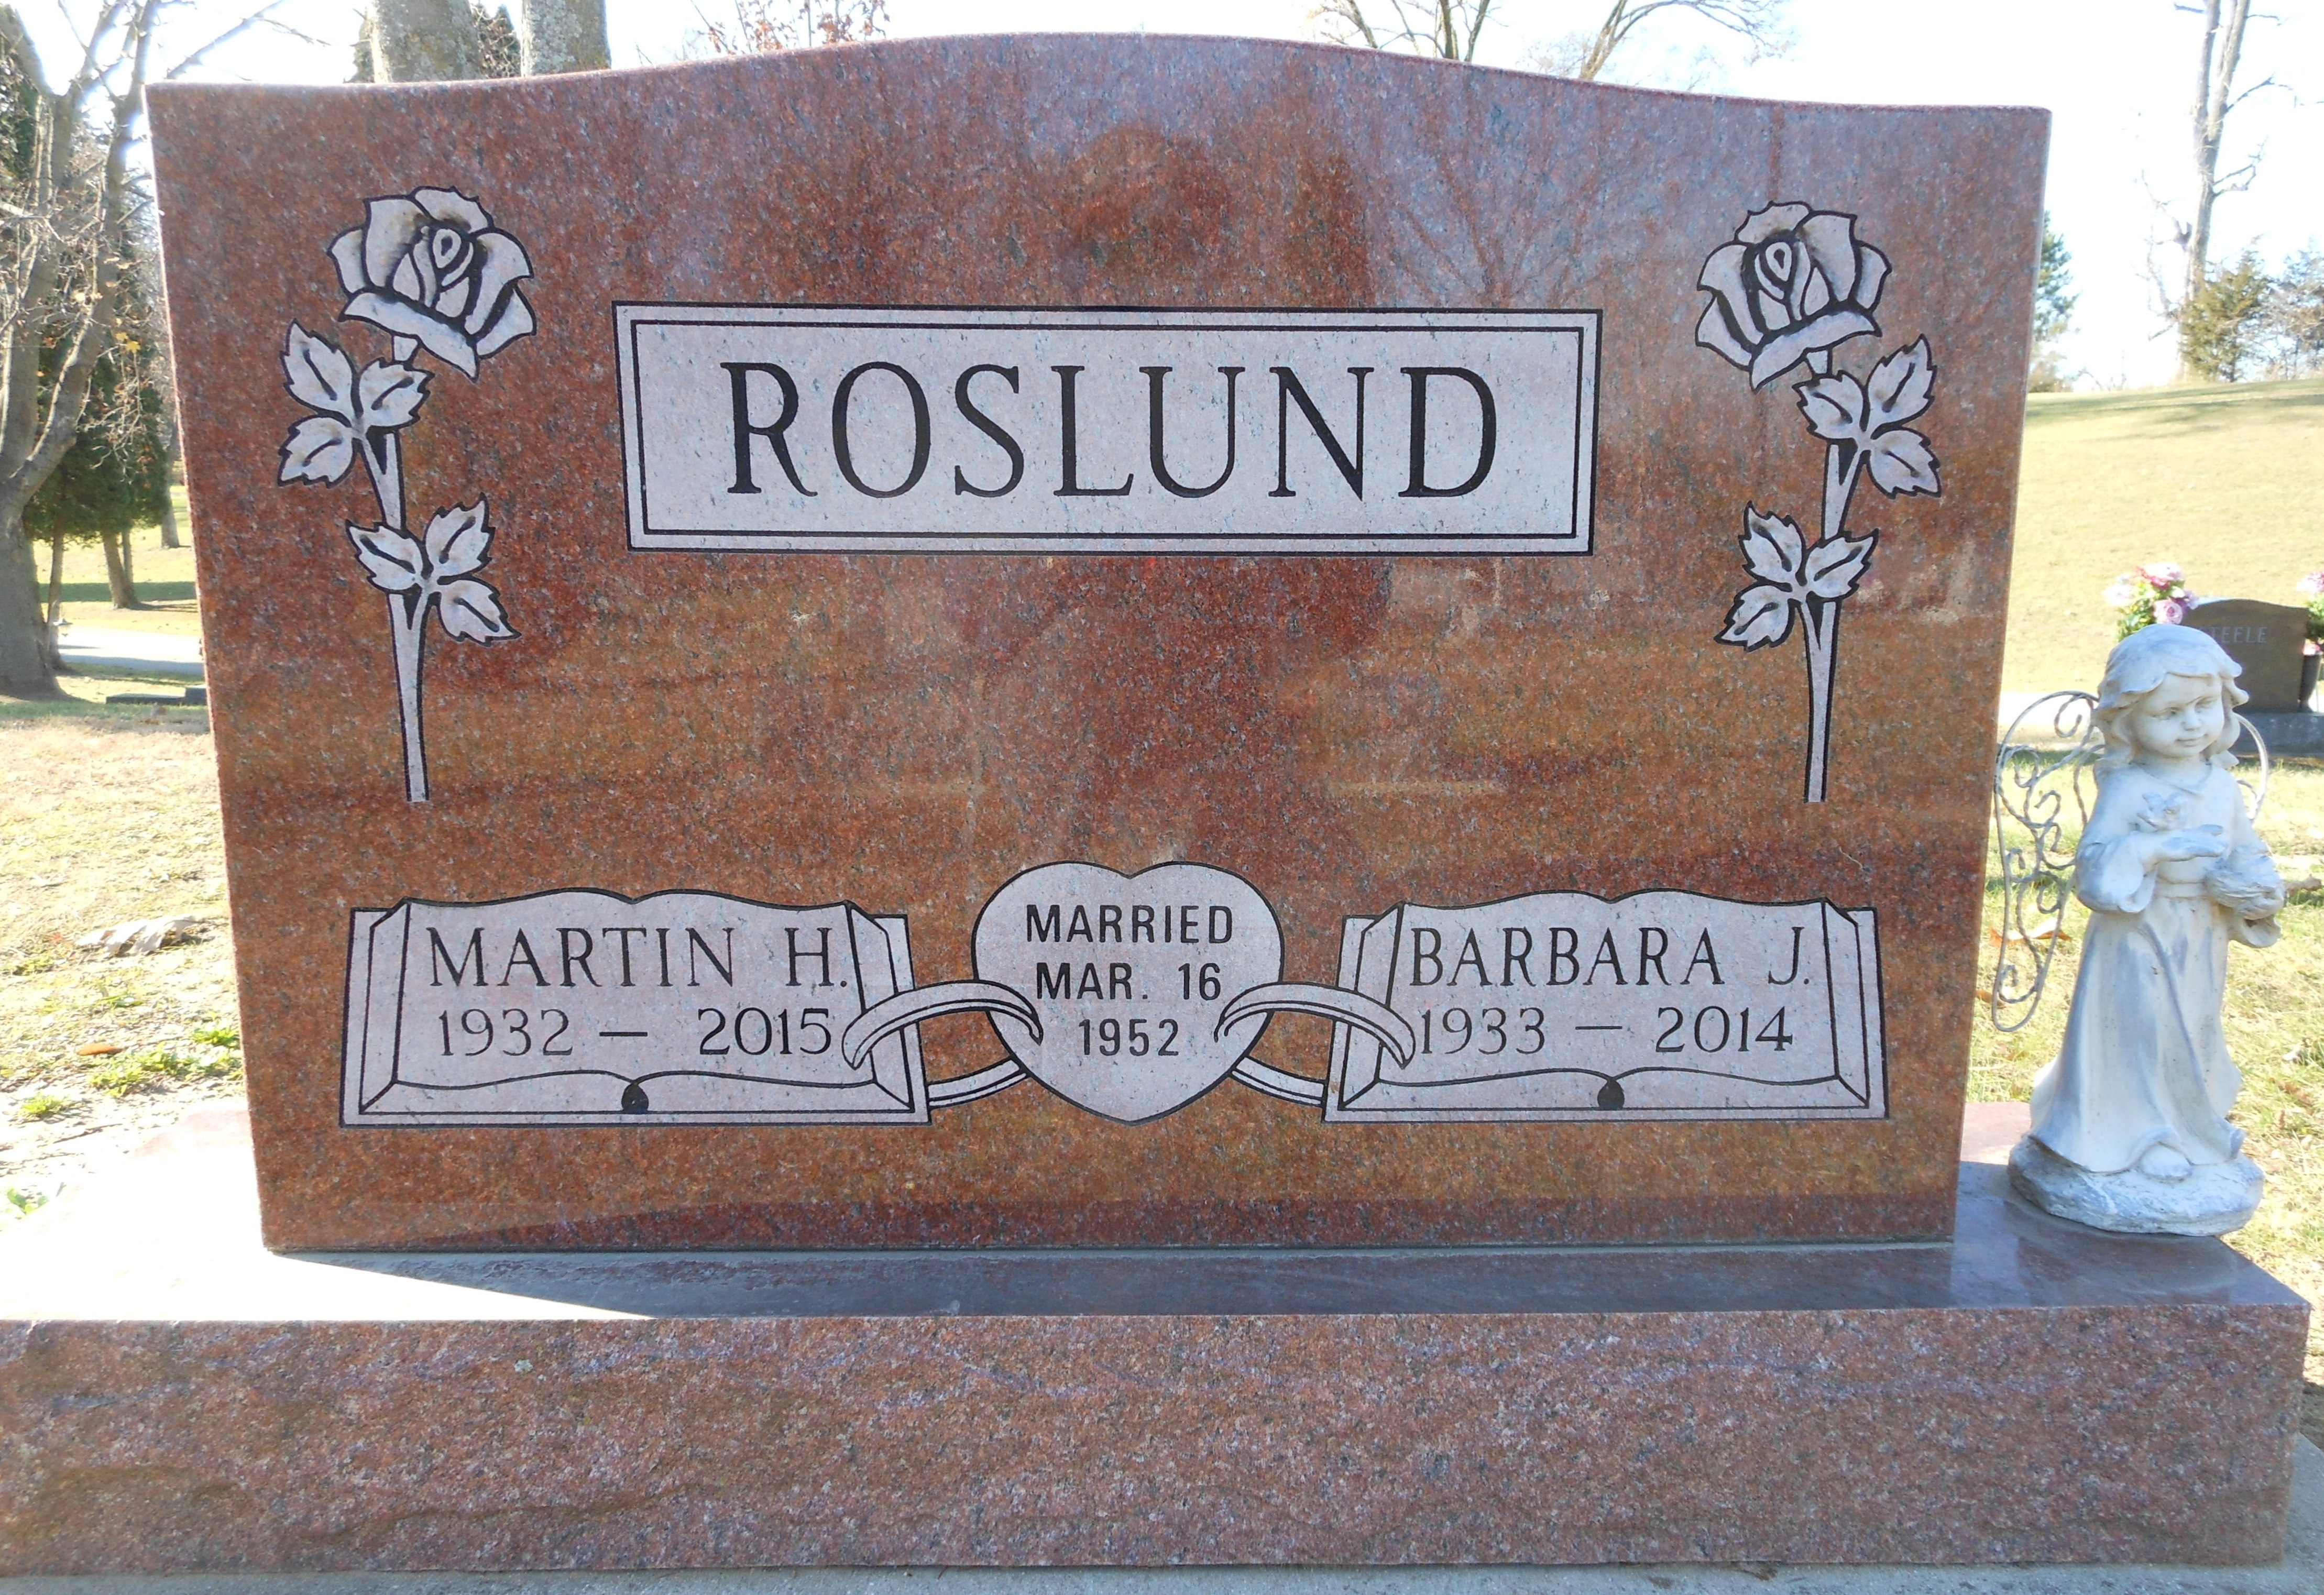 ROSLUND
MARTIN H.
1932 — 2015
MARRIED
MAR. 16
1952
BARBARA J.
1933 — 2014